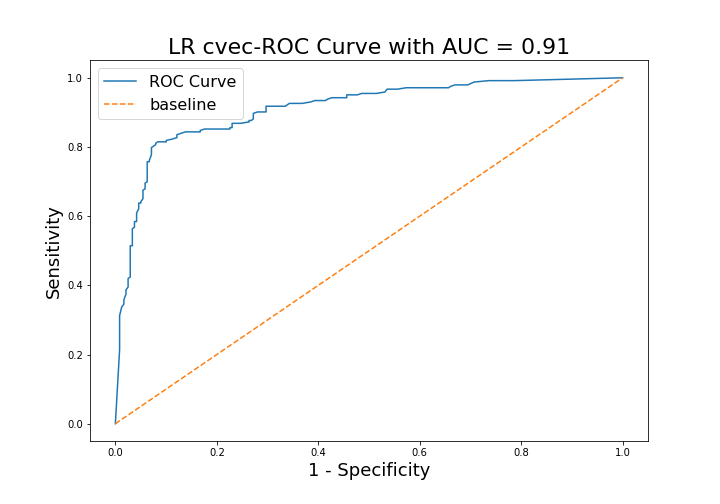 LR cvec-ROC Curve with AUC = 0.91
ROC Curve
baseline
1.0
0.8
0.6
0.4
0.2
0.0
Sensitivity
0.0 0.2 0.4 0.6 0.8 1.0
1 - Specificity